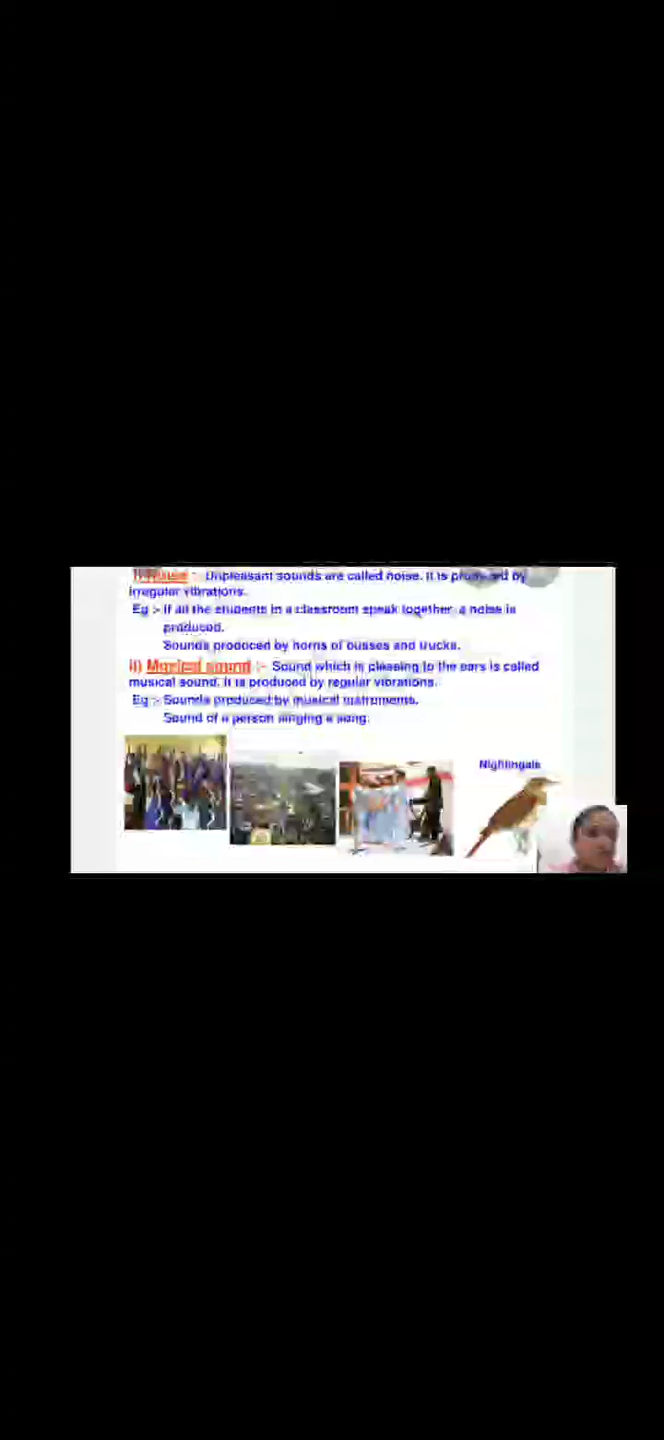 i) Noise :- Unpleasant sounds are called noise. It is produced by
irregular vibrations.
Eg :- If all the students in a classroom speak together, a noise is
produced.
Sounds produced by horns of busses and trucks.
ii) Musical sound :- Sound which is pleasing to the ears is called
musical sound. It is produced by regular vibrations.
Eg :- Sounds produced by musical instruments.
Sound of a person singing a song.
Nightingale